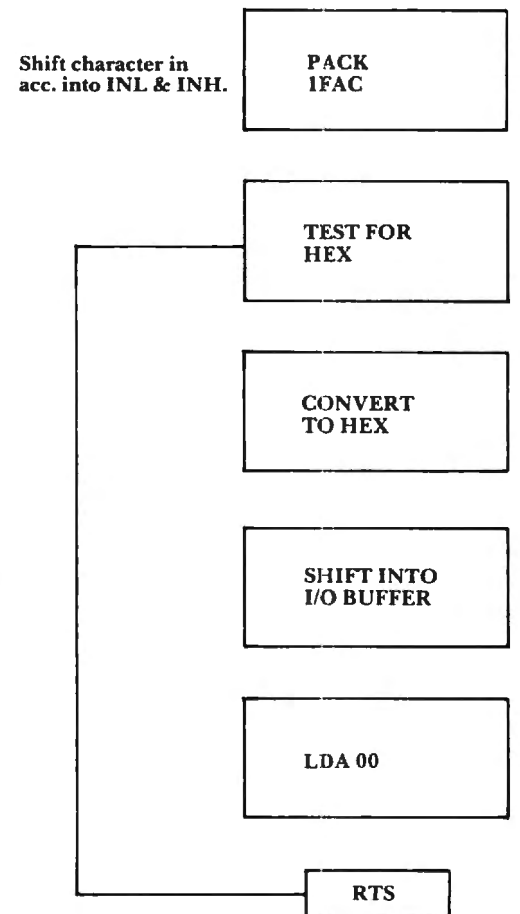 Shift character in
acc. into INL & INH.
PACK
1FAC
TEST FOR
HEX
CONVERT
TO HEX
SHIFT INTO
I/O BUFFER
LDA 00
RTS